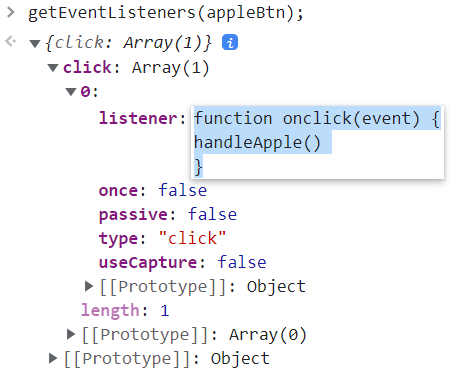 getEventListeners(appleBtn);
{click: Array(1)} i
click: Array(1)
0:
listener: function onclick(event) {
handleApple()
}
once: false
passive: false
type: "click"
useCapture: false
[[Prototype]]: Object
length: 1
[[Prototype]]: Array(0)
[[Prototype]]: Object